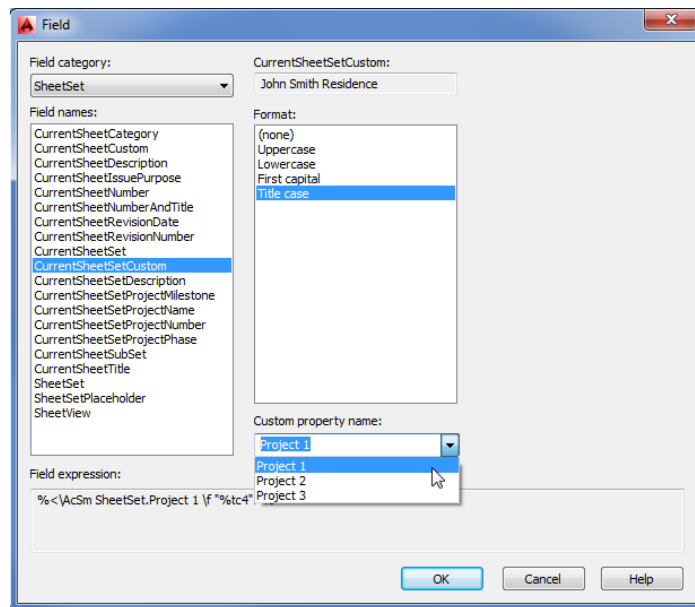 Field
Field category:
SheetSet
Field names:
CurrentSheetCategory
CurrentSheetCustom
CurrentSheetDescription
CurrentSheetIssuePurpose
CurrentSheetNumber
CurrentSheetNumberAndTitle
CurrentSheetRevisionDate
CurrentSheetRevisionNumber
CurrentSheetSet
CurrentSheetSetCustom
CurrentSheetSetDescription
CurrentSheetSetProjectMilestone
CurrentSheetSetProjectName
CurrentSheetSetProjectNumber
CurrentSheetSetProjectPhase
CurrentSheetSubSet
CurrentSheetTitle
SheetSet
SheetSetPlaceholder
SheetView
CurrentSheetSetCustom:
John Smith Residence
Format:
(none)
Uppercase
Lowercase
First capital
Title case
Custom property name:
Project 1
Project 1
Project 2
Project 3
Field expression:
%<\AcSm SheetSet.Project 1 \f "%tc4"
OK
Cancel
Help